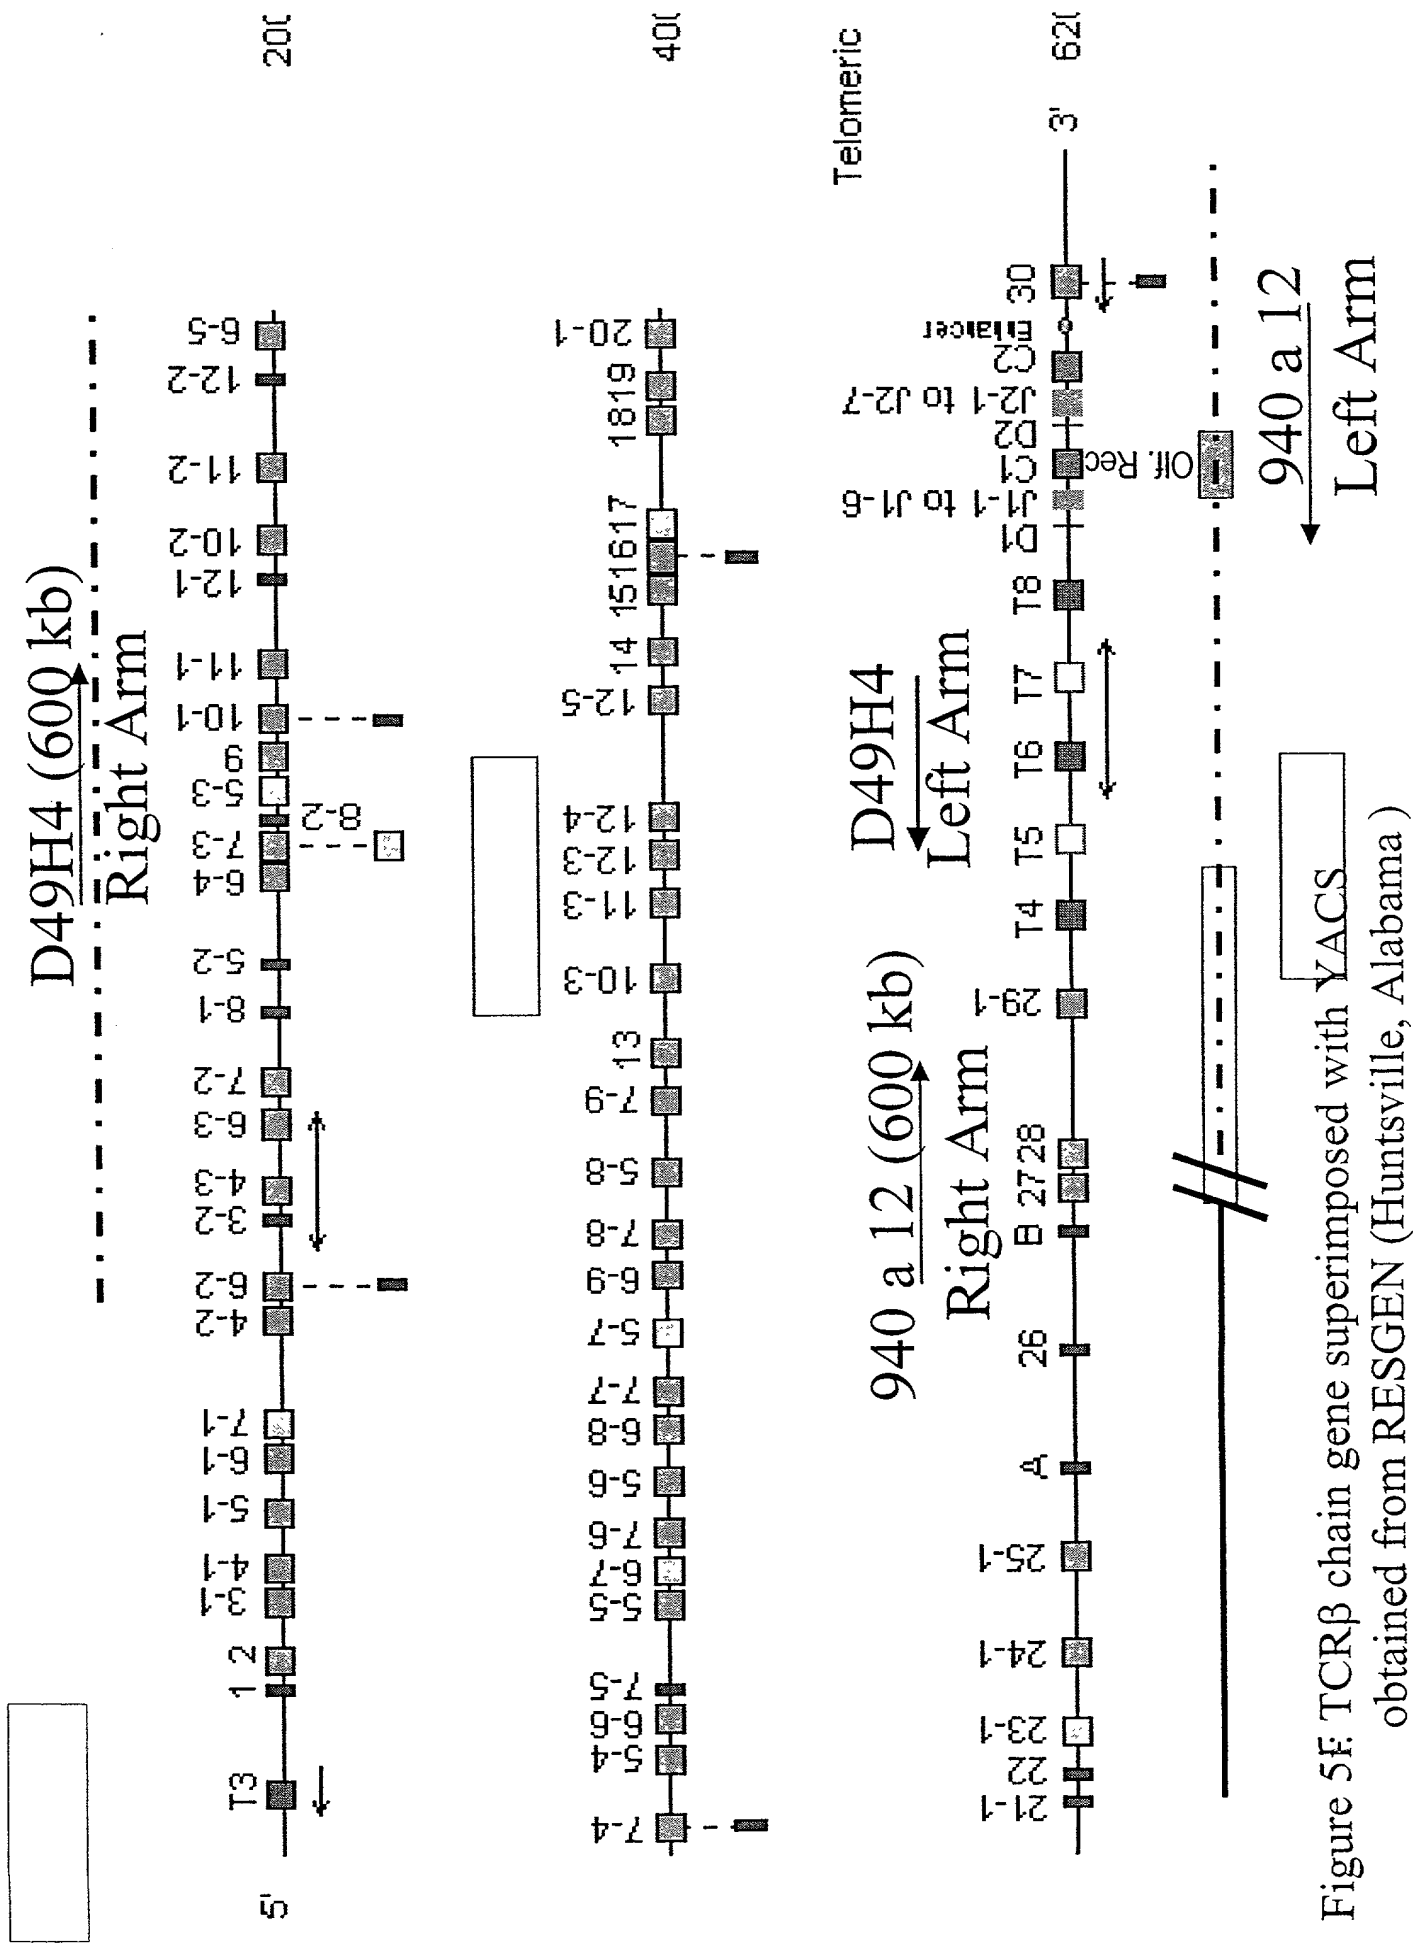 D49H4 (600 kb)
Right Arm
5'
T3
1
2
3-1
4-1
5-1
6-1
7-1
4-2
6-2
3-2
4-3
6-3
7-2
8-1
5-2
6-4
7-3
8-2
5-3
9
10-1
11-1
12-1
10-2
11-2
12-2
6-5
200
7-4
5-4
6-6
7-5
5-5
6-7
7-6
5-6
6-8
7-7
5-7
6-9
7-8
5-8
7-9
13
10-3
11-3
12-3
12-4
12-5
14
15
16
17
18
19
20-1
400
Telomeric
940 a 12 (600 kb)
Right Arm
D49H4
Left Arm
21-1
22
23-1
24-1
25-1
A
26
B
27
28
29-1
T4
T5
T6
T7
T8
D1
J1-1 to J1-6
C1
D2
J2-1 to J2-7
C2
Enhancer
30
3'
620
Olf. Rec
940 a 12
Left Arm
Figure 5F. TCRβ chain gene superimposed with YACS
obtained from RESGEN (Huntsville, Alabama )